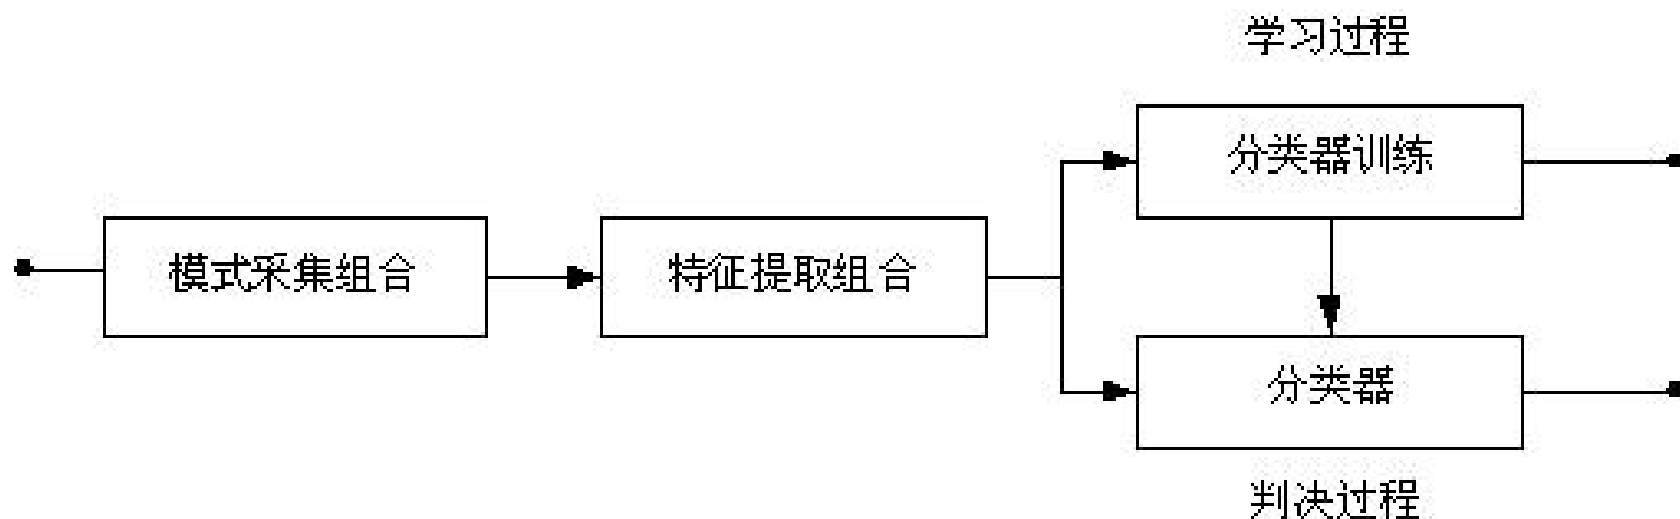 学习过程
分类器训练
模式采集组合
特征提取组合
分类器
判决过程